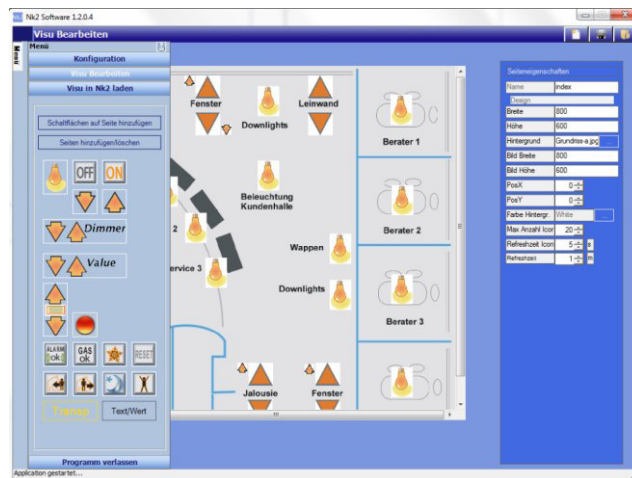 Nk2 Software 1.2.0.4
Visu Bearbeiten
Menü
Menü
Konfiguration
Visu Bearbeiten
Visu in Nk2 laden
Schaltflächen auf Seite hinzufügen
Seiten hinzufügen/löschen
OFF
ON
Dimmer
Value
ALARM
ok
GAS
ok
RESET
Transp
Text/Wert
Programm verlassen
Application gestartet...
Fenster
Downlights
Leinwand
Berater 1
Beleuchtung
Kundenhalle
2
ervice 3
Wappen
Berater 2
Downlights
Berater 3
Jalousie
Fenster
Seiteneigenschaften
Name index
Design
Breite 800
Höhe 600
Hintergrund Grundriss-a.jpg ...
Bild Breite 800
Bild Höhe 600
PosX 0
PosY 0
Farbe Hintergr. White ...
Max Anzahl Icor 20
Refreshzeit Icon 5 s
Refreshzeit 1 m